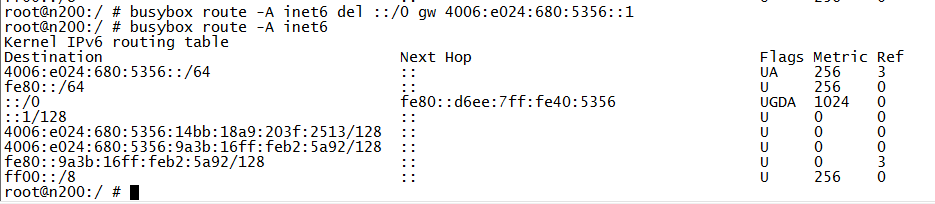 root@n200:/ # busybox route -A inet6 del ::/0 gw 4006:e024:680:5356::1
root@n200:/ # busybox route -A inet6
Kernel IPv6 routing table
Destination Next Hop Flags Metric Ref
4006:e024:680:5356::/64 :: UA 256 3
fe80::/64 :: U 256 0
::/0 fe80::d6ee:7ff:fe40:5356 UGDA 1024 0
::1/128 :: U 0 0
4006:e024:680:5356:14bb:18a9:203f:2513/128 :: U 0 0
4006:e024:680:5356:9a3b:16ff:feb2:5a92/128 :: U 0 0
fe80::9a3b:16ff:feb2:5a92/128 :: U 0 3
ff00::/8 :: U 256 0
root@n200:/ #